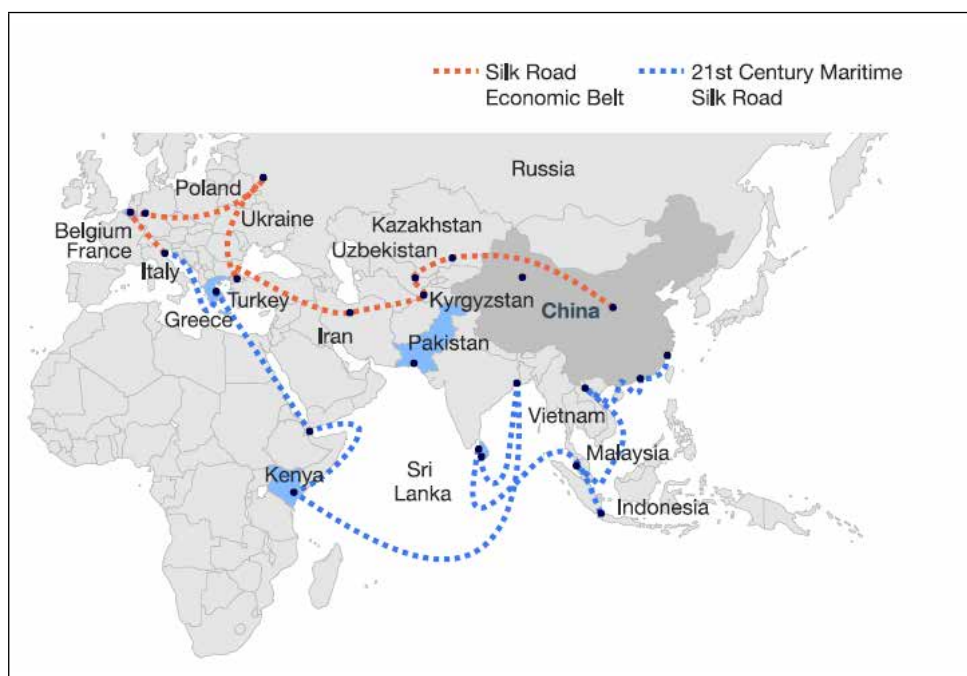 Silk Road
Economic Belt
21st Century Maritime
Silk Road
Russia
Poland
Ukraine
Kazakhstan
Belgium
France
Uzbekistan
Italy
Turkey
Kyrgyzstan
China
Greece
Iran
Pakistan
Vietnam
Malaysia
Kenya
Sri
Lanka
Indonesia